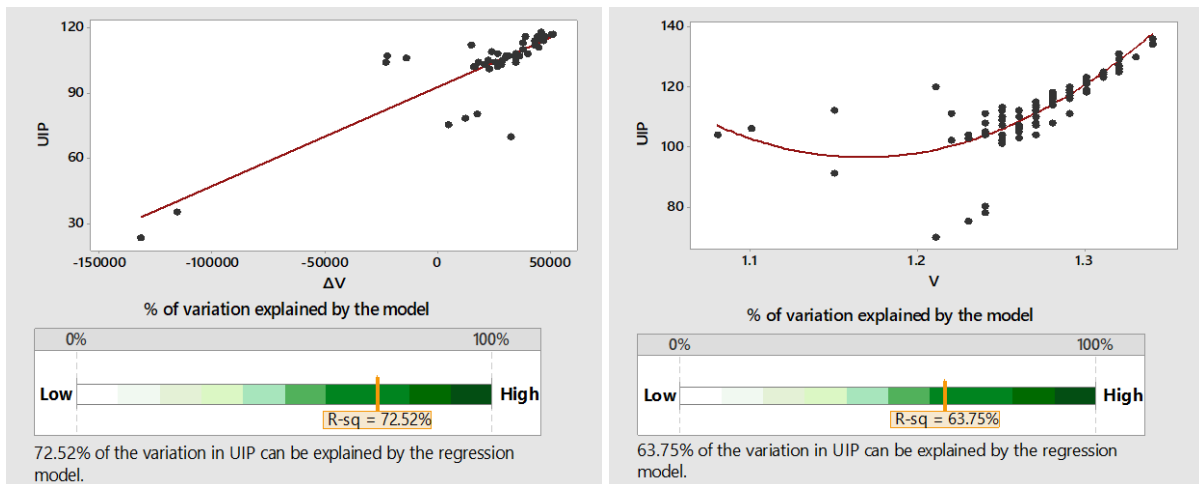 120
90
60
30
UIP
-150000 -100000 -50000 0 50000
ΔV
% of variation explained by the model
0% 100%
Low High
R-sq = 72.52%
72.52% of the variation in UIP can be explained by the regression
model.
140
120
100
80
UIP
1.1 1.2 1.3
V
% of variation explained by the model
0% 100%
Low High
R-sq = 63.75%
63.75% of the variation in UIP can be explained by the regression
model.